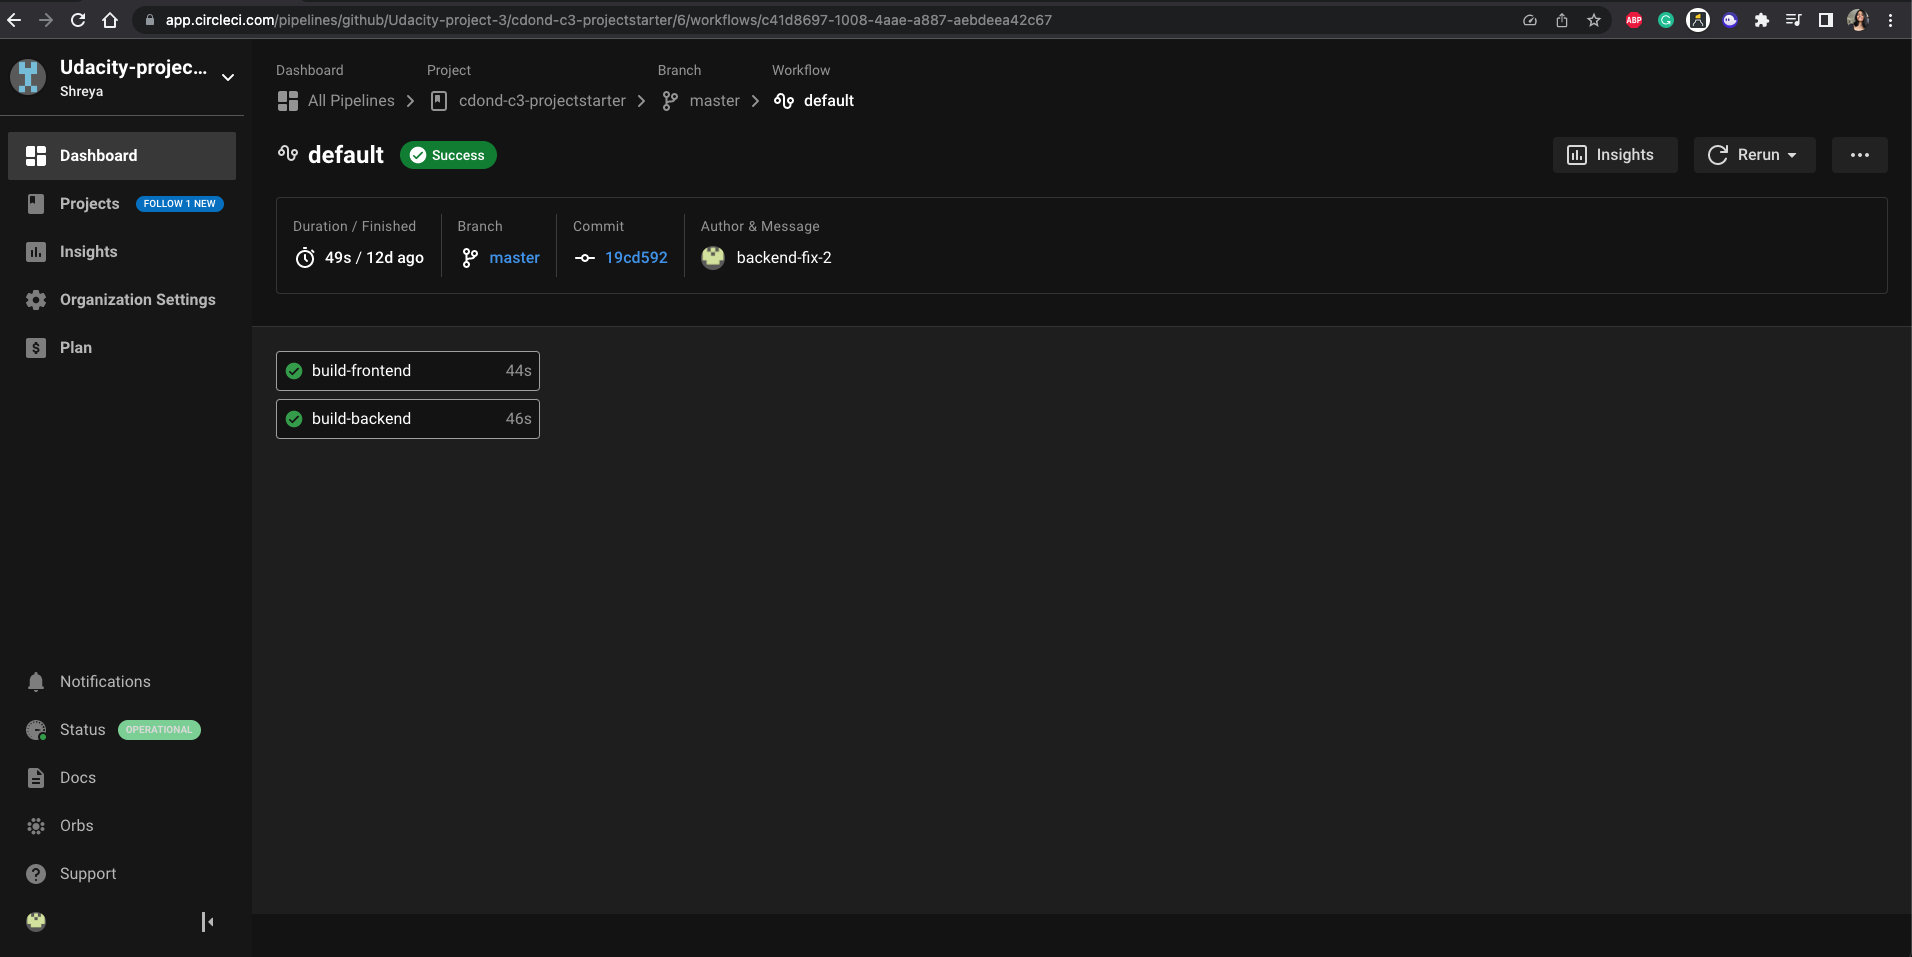 app.circleci.com/pipelines/github/Udacity-project-3/cdond-c3-projectstarter/6/workflows/c41d8697-1008-4aae-a887-aebdeea42c67
ABP
Udacity-projec...
Shreya
Dashboard
Projects FOLLOW 1 NEW
Insights
Organization Settings
Plan
Notifications
Status OPERATIONAL
Docs
Orbs
Support
Dashboard Project Branch Workflow
All Pipelines cdond-c3-projectstarter master default
default Success
Insights Rerun
Duration / Finished Branch Commit Author & Message
49s / 12d ago master 19cd592 backend-fix-2
build-frontend 44s
build-backend 46s